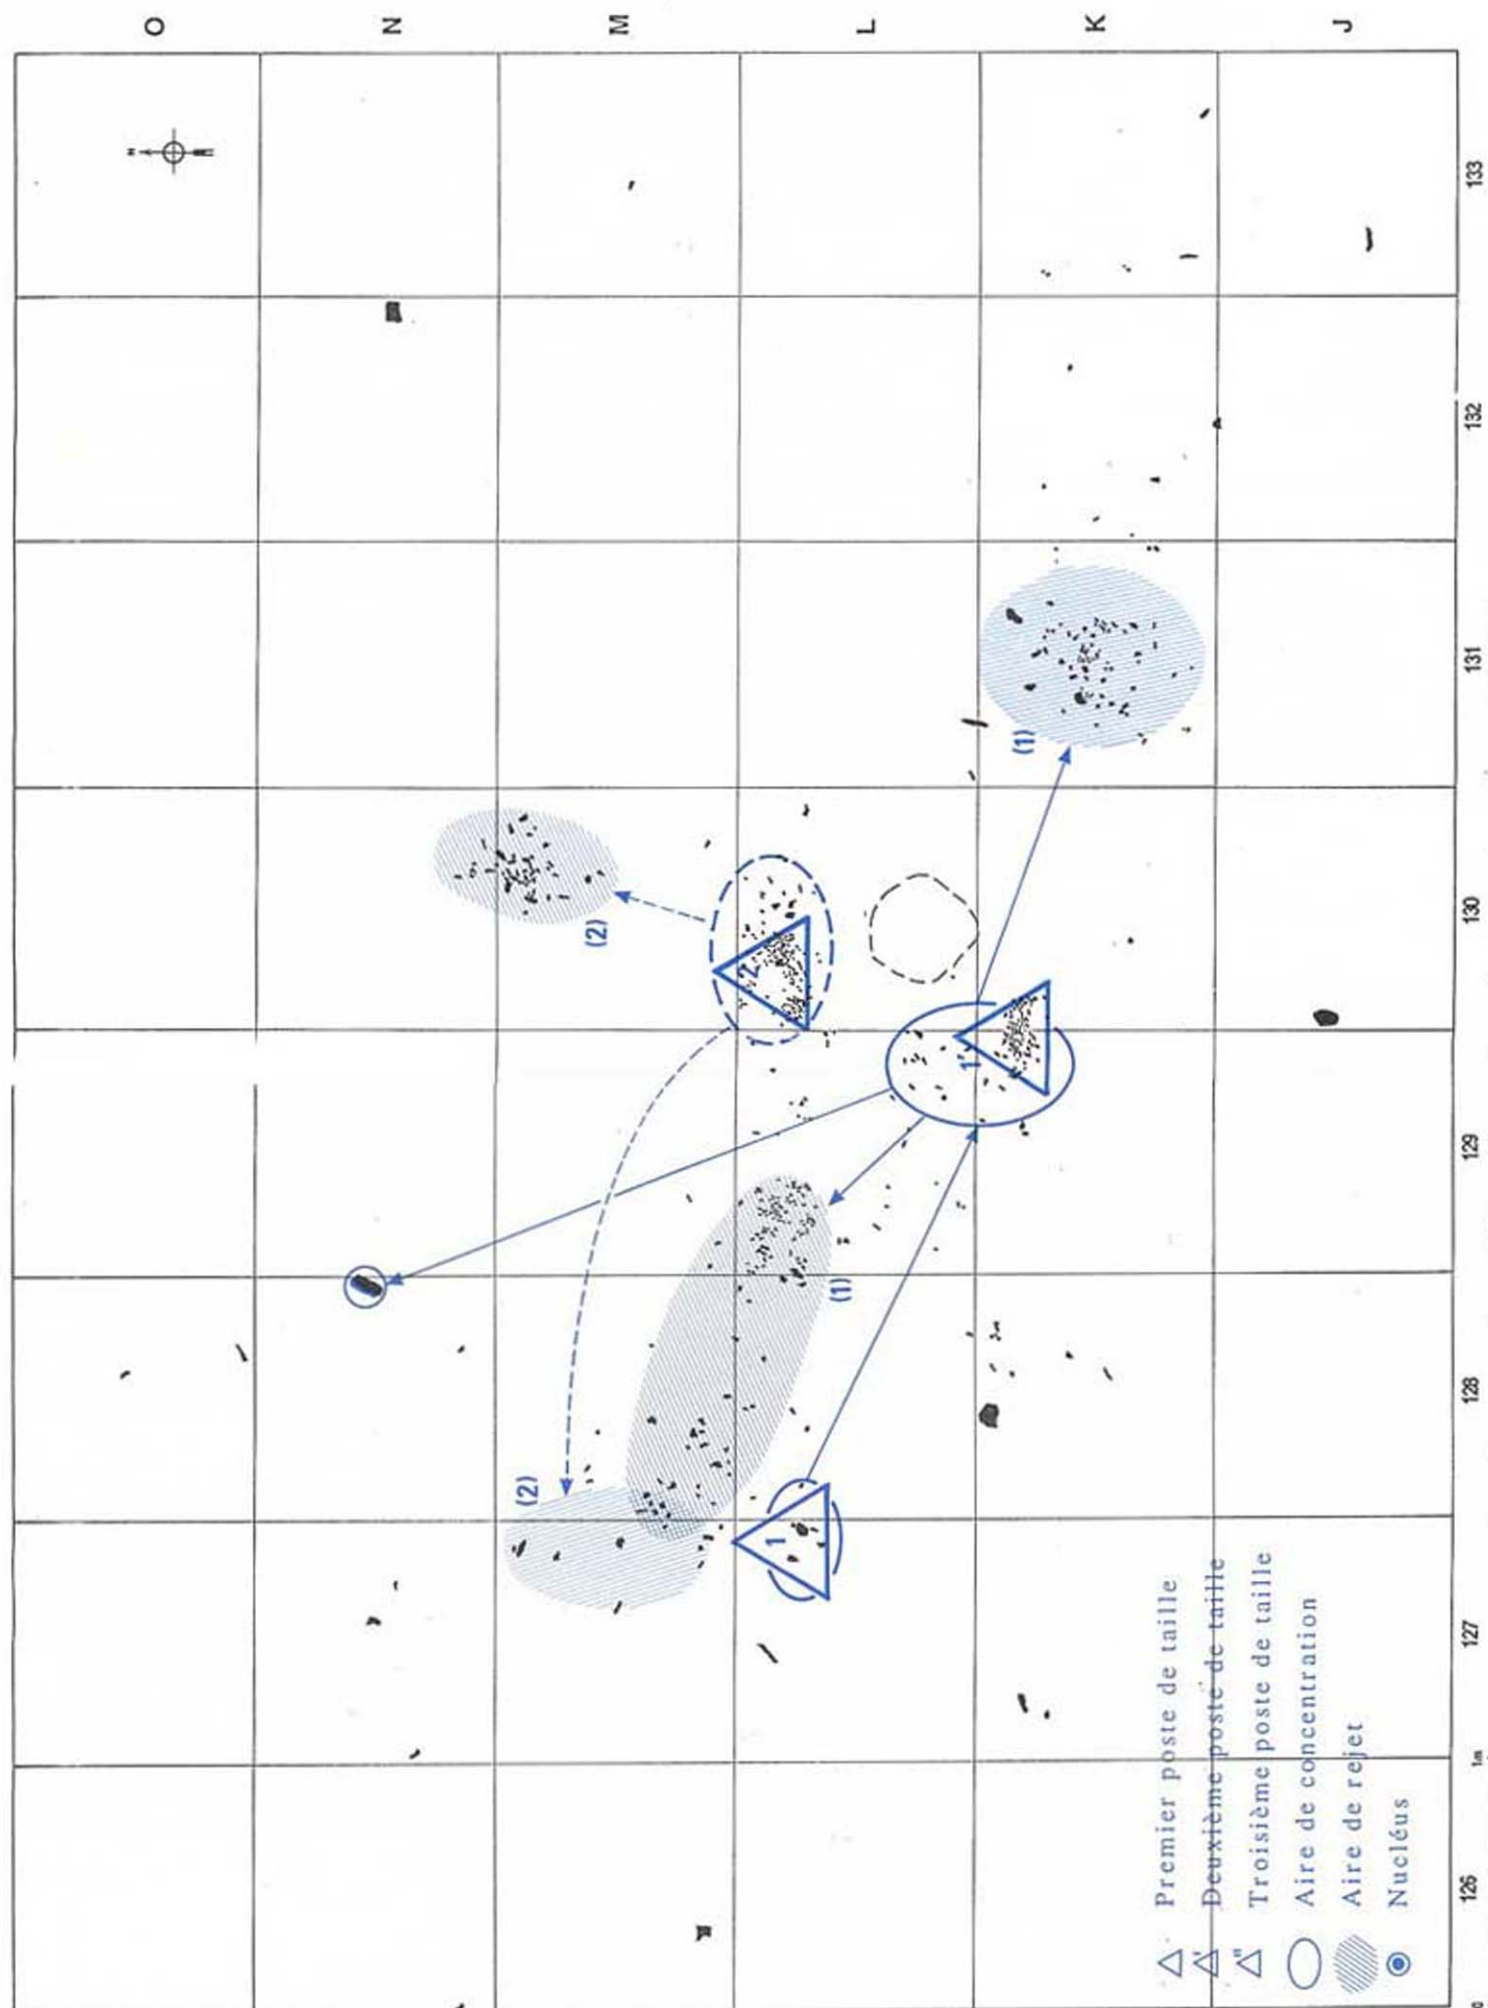 O
N
M
L
K
J
133
132
131
130
129
128
127
126
1m
0
N
(1)
(2)
2
1'
(1)
(2)
1
Premier poste de taille
Deuxième poste de taille
Troisième poste de taille
Aire de concentration
Aire de rejet
Nucléus